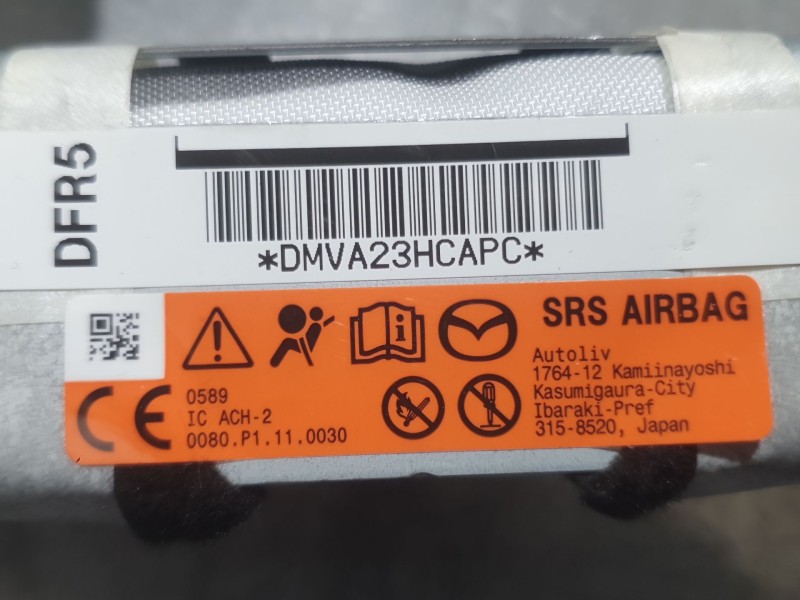 DFR5
*DMVA23HCAPC*
SRS AIRBAG
Autoliv
1764-12 Kamiinayoshi
Kasumigaura-City
Ibaraki-Pref
315-8520, Japan
CE
0589
IC ACH-2
0080.P1.11.0030